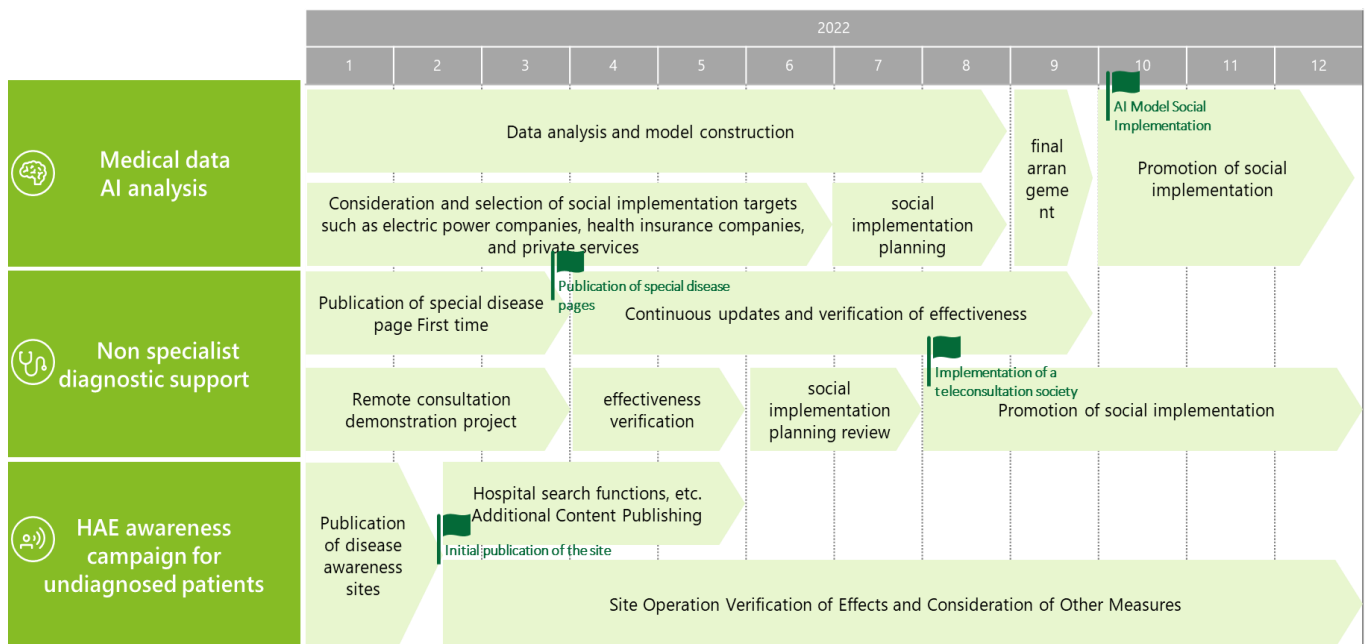 2022
1
2
3
4
5
6
7
8
9
10
11
12
Medical data
AI analysis
Data analysis and model construction
Consideration and selection of social implementation targets
such as electric power companies, health insurance companies,
and private services
social
implementation
planning
final
arran
geme
nt
AI Model Social
Implementation
Promotion of social
implementation
Non specialist
diagnostic support
Publication of special disease
page First time
Publication of special disease
pages
Continuous updates and verification of effectiveness
Remote consultation
demonstration project
effectiveness
verification
social
implementation
planning review
Implementation of a
teleconsultation society
Promotion of social implementation
HAE awareness
campaign for
undiagnosed patients
Publication
of disease
awareness
sites
Hospital search functions, etc.
Additional Content Publishing
Initial publication of the site
Site Operation Verification of Effects and Consideration of Other Measures